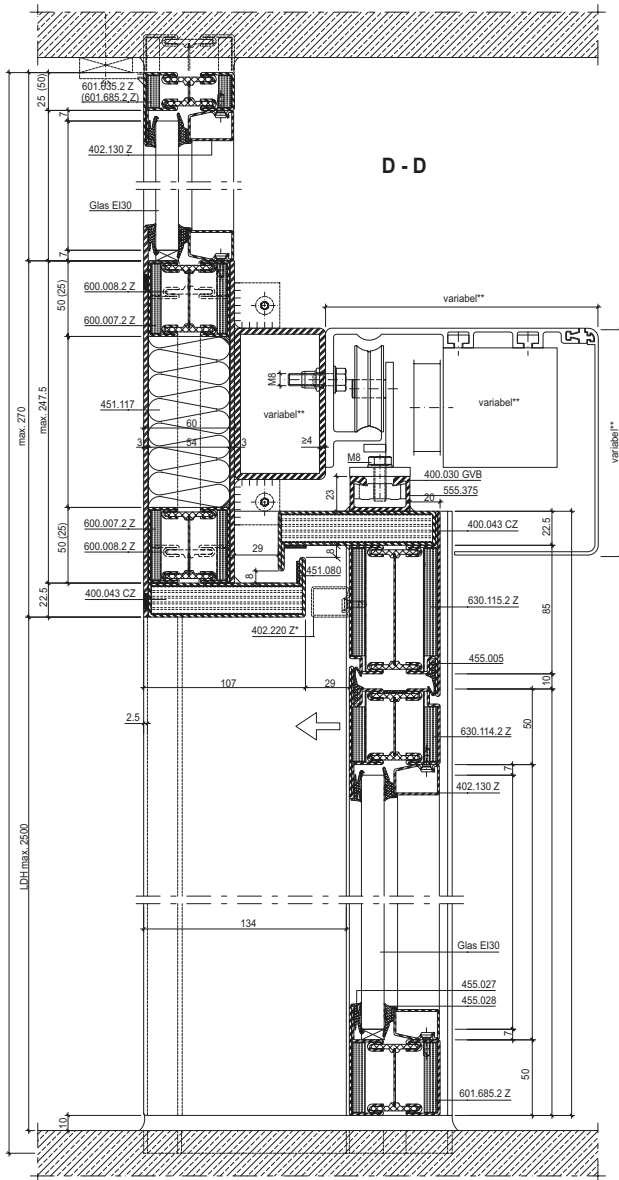 D - D
25 (50)
601.635.2 Z
(601.685.2 Z)
7
402.130 Z
Glas EI30
7
600.008.2 Z
50 (25)
600.007.2 Z
variabel**
M8
variabel**
variabel**
variabel**
max. 270
max. 247.5
451.117
60
3
54
3
≥4
M8
400.030 GVB
23
555.375
20
600.007.2 Z
50 (25)
600.008.2 Z
29
8
8
451.080
400.043 CZ
22.5
22.5
400.043 CZ
402.220 Z*
630.115.2 Z
85
455.005
10
107
29
2.5
50
630.114.2 Z
7
402.130 Z
LDH max. 2500
134
Glas EI30
455.027
455.028
7
601.685.2 Z
50
10